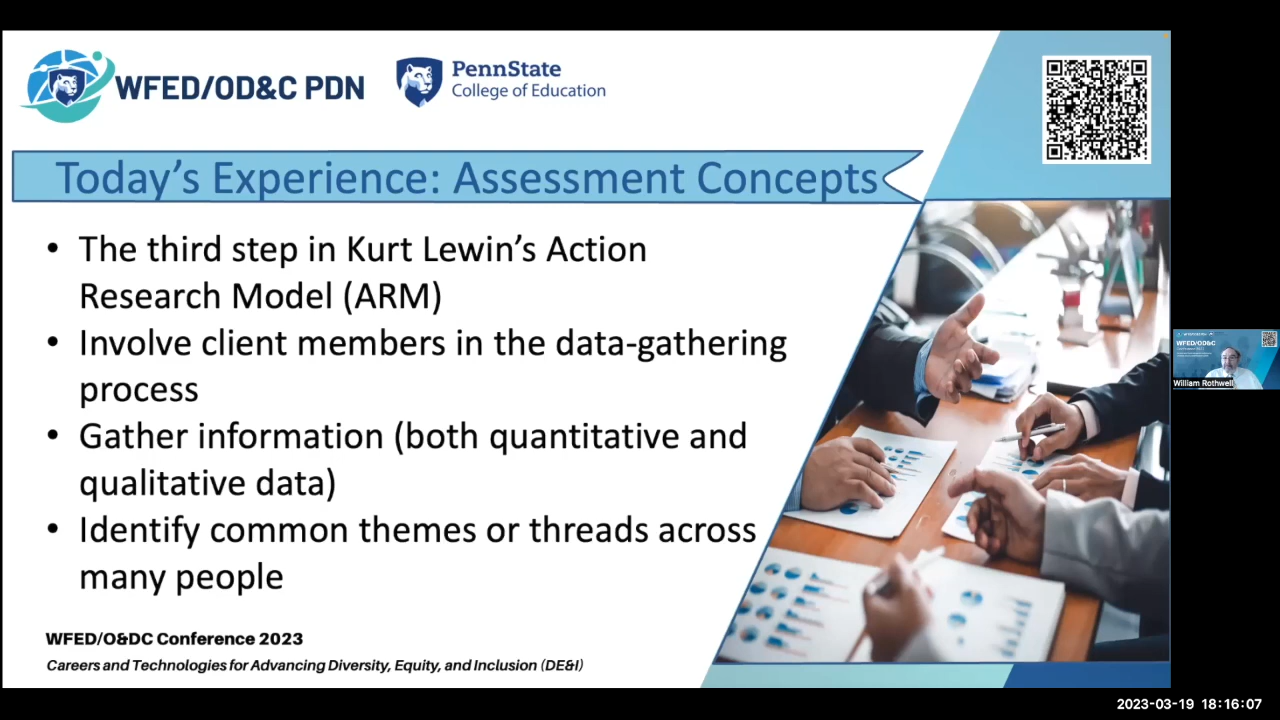 WFED/OD&C PDN
PennState
College of Education
Today's Experience: Assessment Concepts
• The third step in Kurt Lewin's Action
Research Model (ARM)
• Involve client members in the data-gathering
process
• Gather information (both quantitative and
qualitative data)
• Identify common themes or threads across
many people
WFED/O&DC Conference 2023
Careers and Technologies for Advancing Diversity, Equity, and Inclusion (DE&I)
WFED/OD&C
William Rothwell
2023-03-19 18:16:07